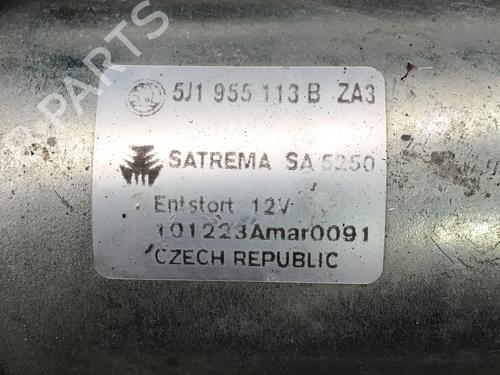 5J1 955 113 B ZA3
SATREMA SA 5250
Entstort 12V
101223Amar0091
CZECH REPUBLIC